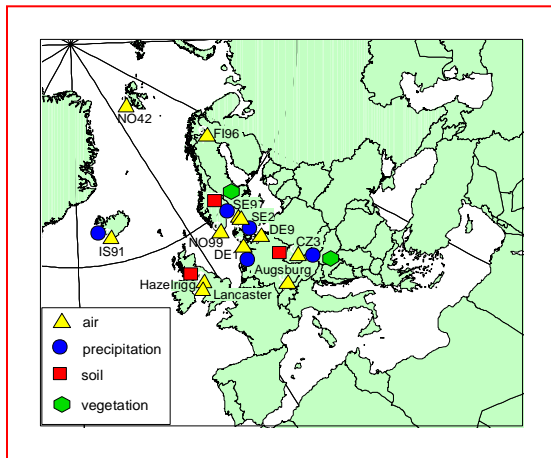 NO42
FI96
SE97
SE2
NO99
DE9
DE1
CZ3
IS91
Augsburg
Hazelrigg
Lancaster
air
precipitation
soil
vegetation